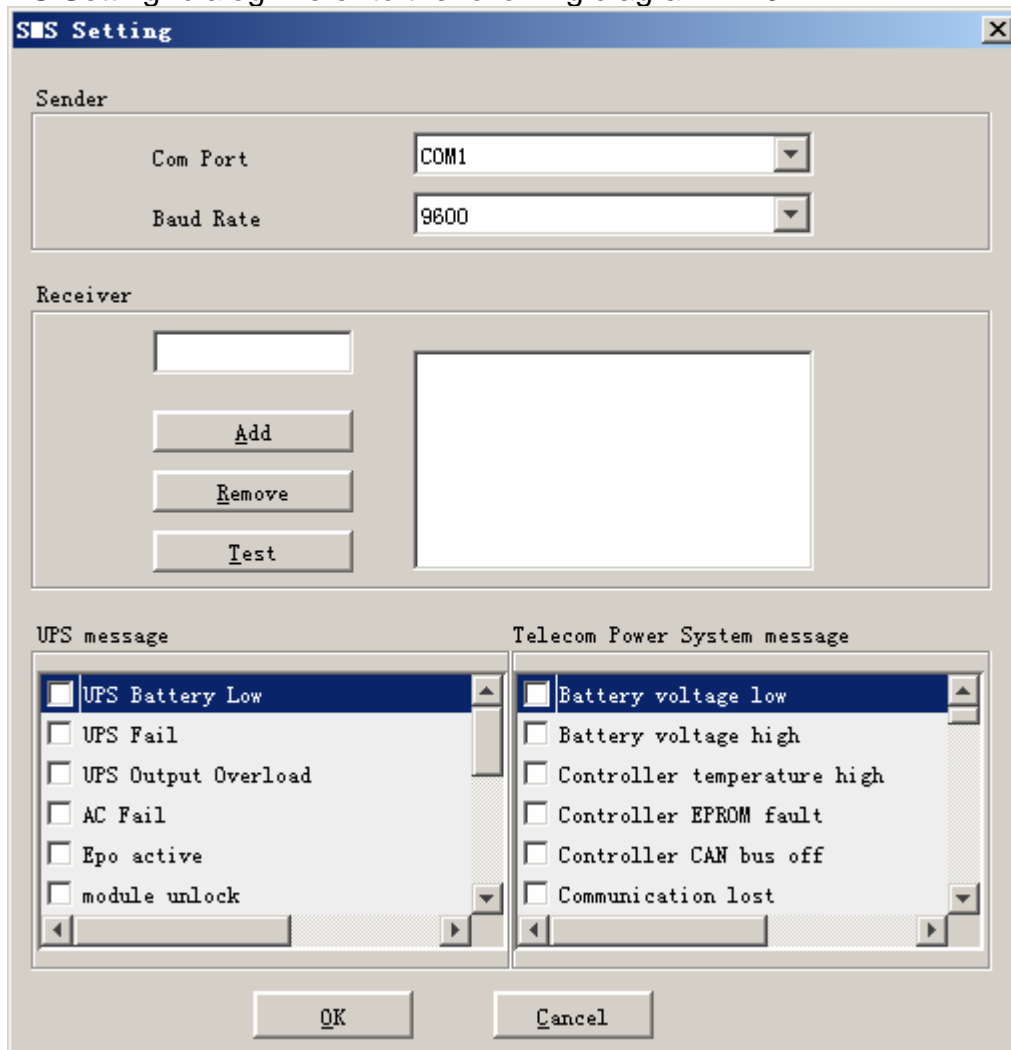 SMS Setting
Sender
Com Port
COM1
Baud Rate
9600
Receiver
Add
Remove
Test
UPS message
Telecom Power System message
UPS Battery Low
UPS Fail
UPS Output Overload
AC Fail
Epo active
module unlock
Battery voltage low
Battery voltage high
Controller temperature high
Controller EPROM fault
Controller CAN bus off
Communication lost
OK
Cancel